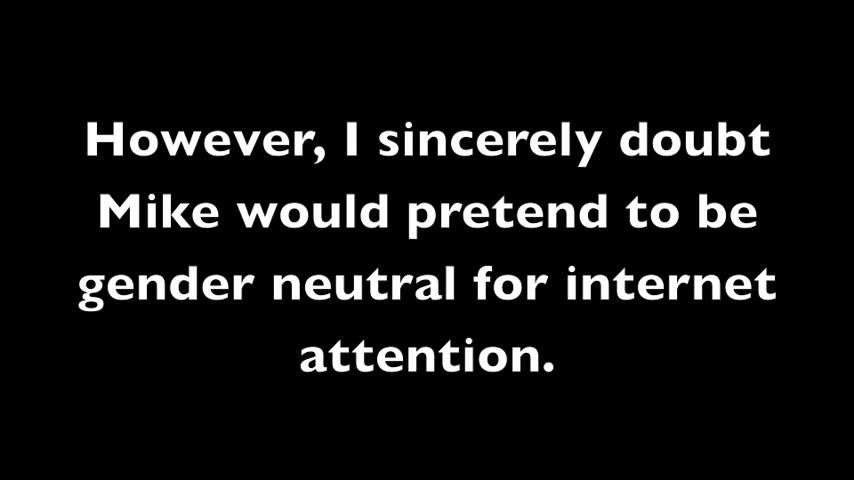 However, I sincerely doubt
Mike would pretend to be
gender neutral for internet
attention.